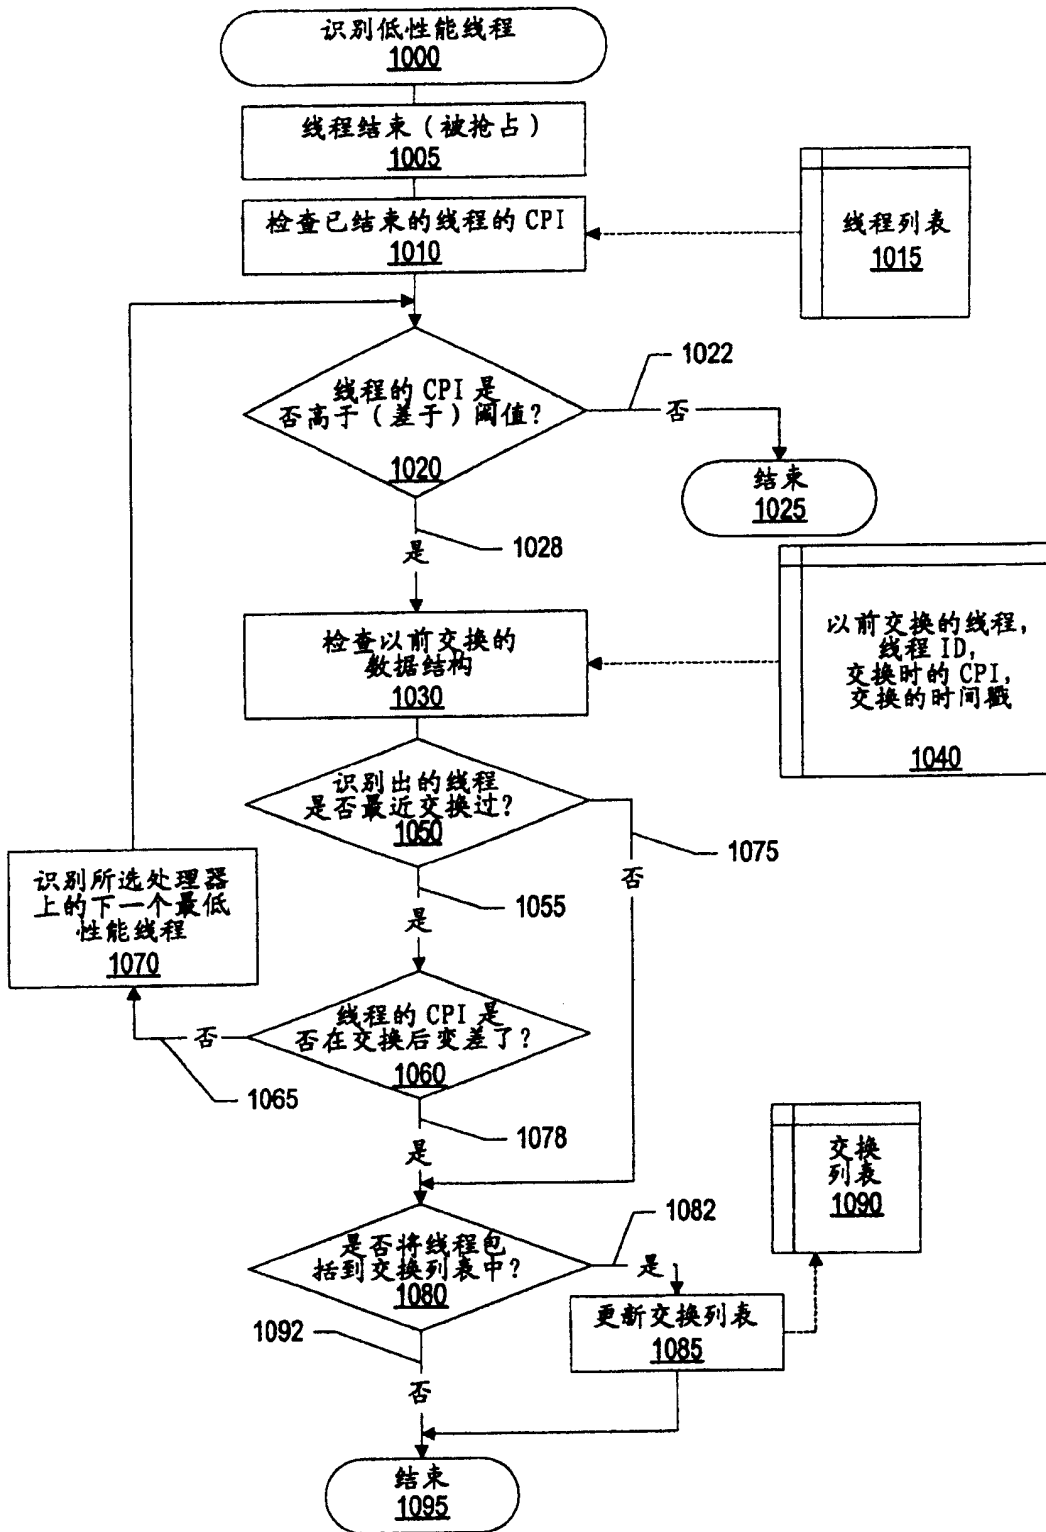 识别低性能线程
1000
线程结束（被抢占）
1005
检查已结束的线程的 CPI
1010
线程列表
1015
线程的 CPI 是
否高于（差于）阈值？
1020
1022
否
结束
1025
1028
是
检查以前交换的
数据结构
1030
以前交换的线程，
线程 ID，
交换时的 CPI，
交换的时间戳
1040
识别出的线程
是否最近交换过？
1050
1075
否
1055
是
识别所选处理器
上的下一个最低
性能线程
1070
线程的 CPI 是
否在交换后变差了？
1060
否
1065
1078
是
交换
列表
1090
是否将线程包
括到交换列表中？
1080
1082
是
更新交换列表
1085
1092
否
结束
1095